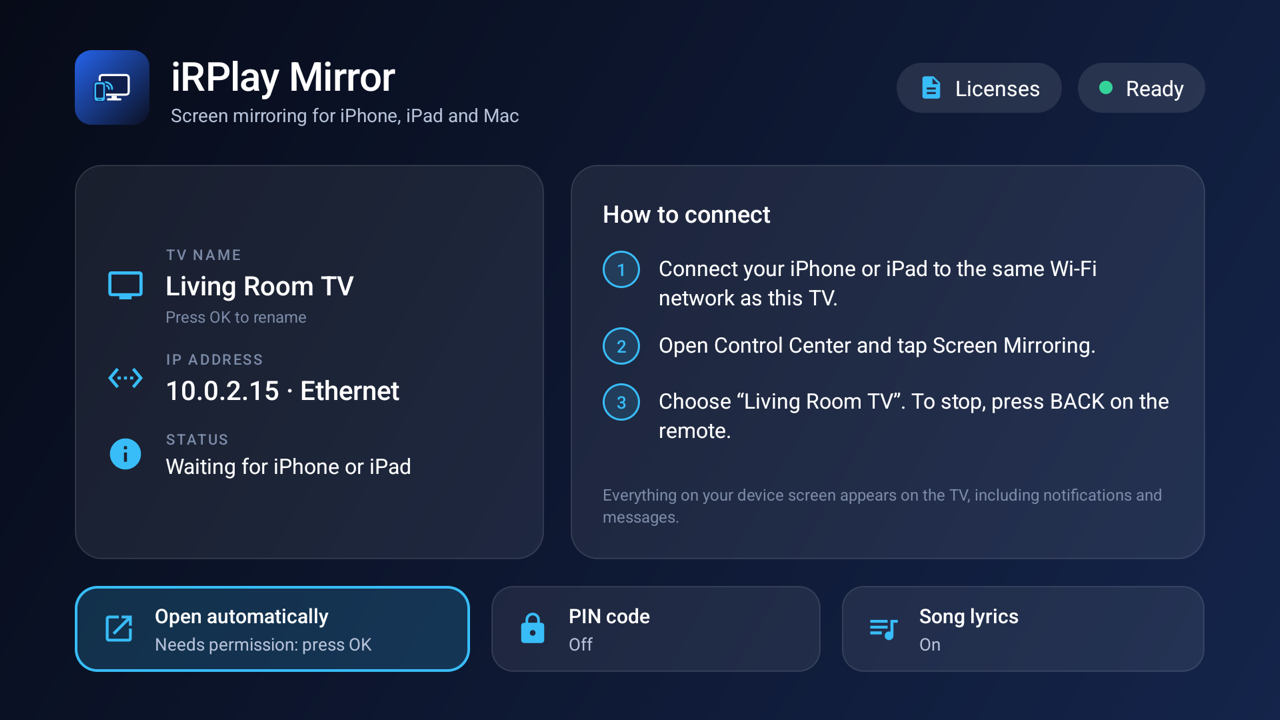 iRPlay Mirror
Screen mirroring for iPhone, iPad and Mac
Licenses
Ready
TV NAME
Living Room TV
Press OK to rename
IP ADDRESS
10.0.2.15 · Ethernet
STATUS
Waiting for iPhone or iPad
How to connect
1
Connect your iPhone or iPad to the same Wi-Fi
network as this TV.
2
Open Control Center and tap Screen Mirroring.
3
Choose “Living Room TV”. To stop, press BACK on the
remote.
Everything on your device screen appears on the TV, including notifications and
messages.
Open automatically
Needs permission: press OK
PIN code
Off
Song lyrics
On